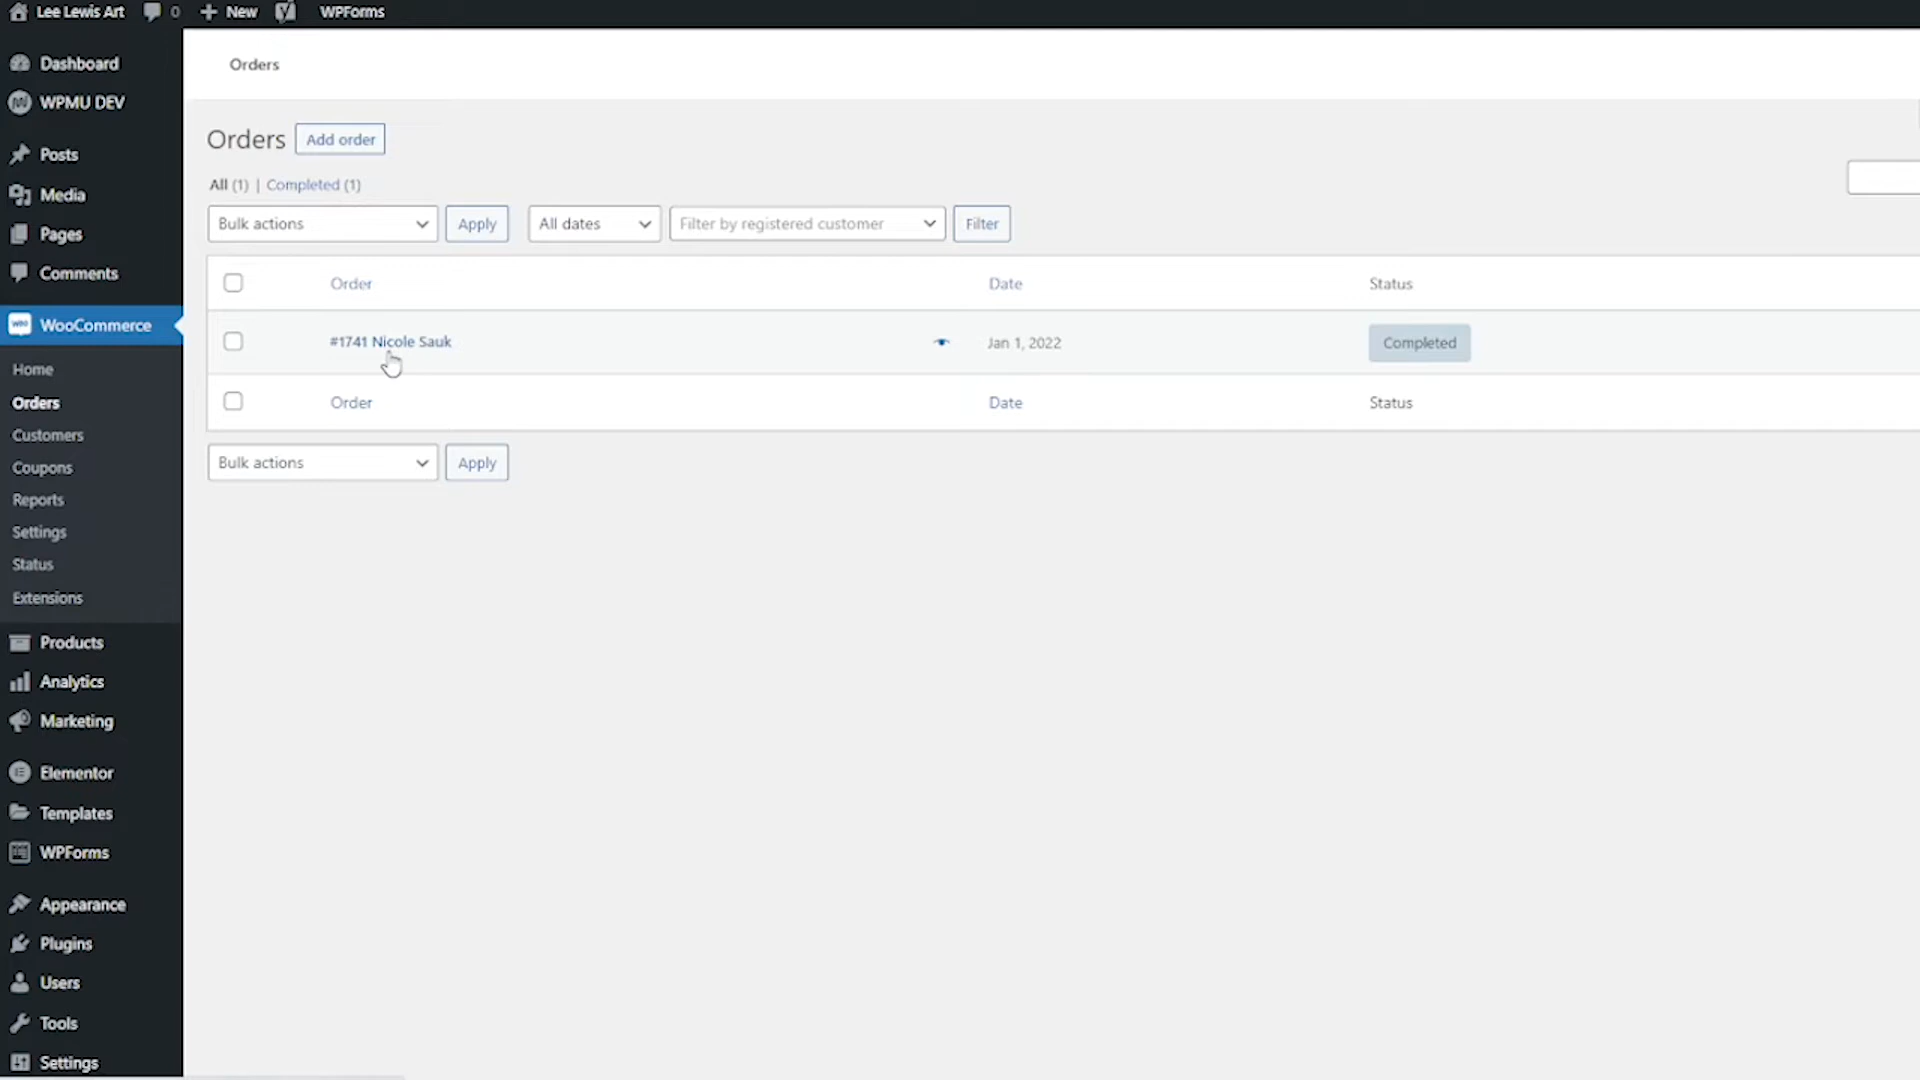 Lee Lewis Art 0 New WPForms
Dashboard
WPMU DEV
Posts
Media
Pages
Comments
WooCommerce
Home
Orders
Customers
Coupons
Reports
Settings
Status
Extensions
Products
Analytics
Marketing
Elementor
Templates
WPForms
Appearance
Plugins
Users
Tools
Settings
Orders
Orders Add order
All (1) | Completed (1)
Bulk actions Apply All dates Filter by registered customer Filter
Order Date Status
#1741 Nicole Sauk Jan 1, 2022 Completed
Order Date Status
Bulk actions Apply